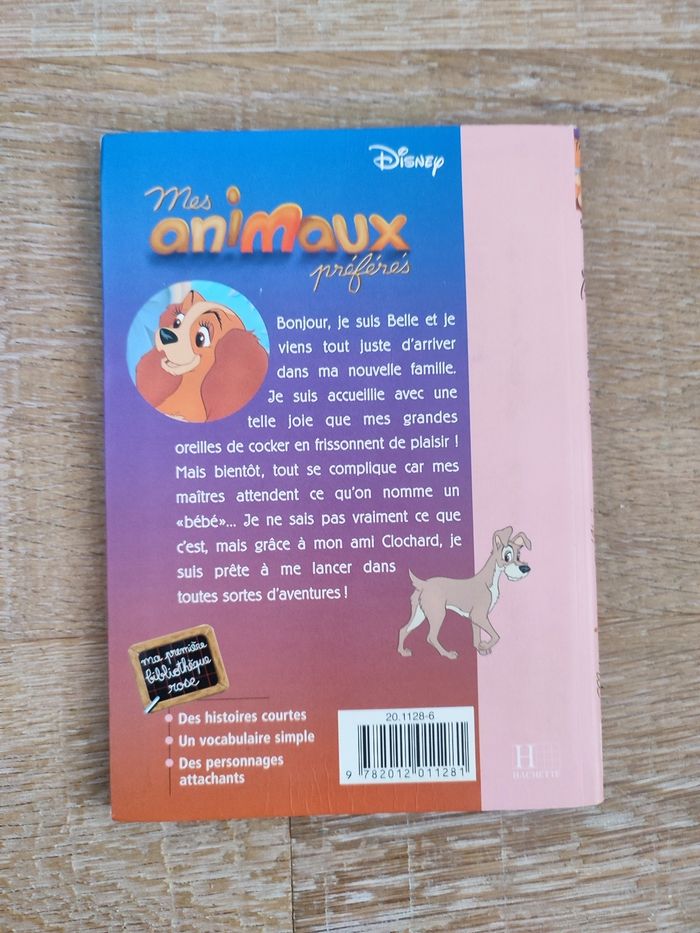 Disney
Mes
animaux
préférés
Bonjour, je suis Belle et je
viens tout juste d'arriver
dans ma nouvelle famille.
Je suis accueillie avec une
telle joie que mes grandes
oreilles de cocker en frissonnent de plaisir !
Mais bientôt, tout se complique car mes
maîtres attendent ce qu'on nomme un
«bébé»... Je ne sais pas vraiment ce que
c'est, mais grâce à mon ami Clochard, je
suis prête à me lancer dans
toutes sortes d'aventures !
ma première
bibliothèque
rose
• Des histoires courtes
• Un vocabulaire simple
• Des personnages
attachants
20.1128-6
9 782012 011281
H
HACHETTE